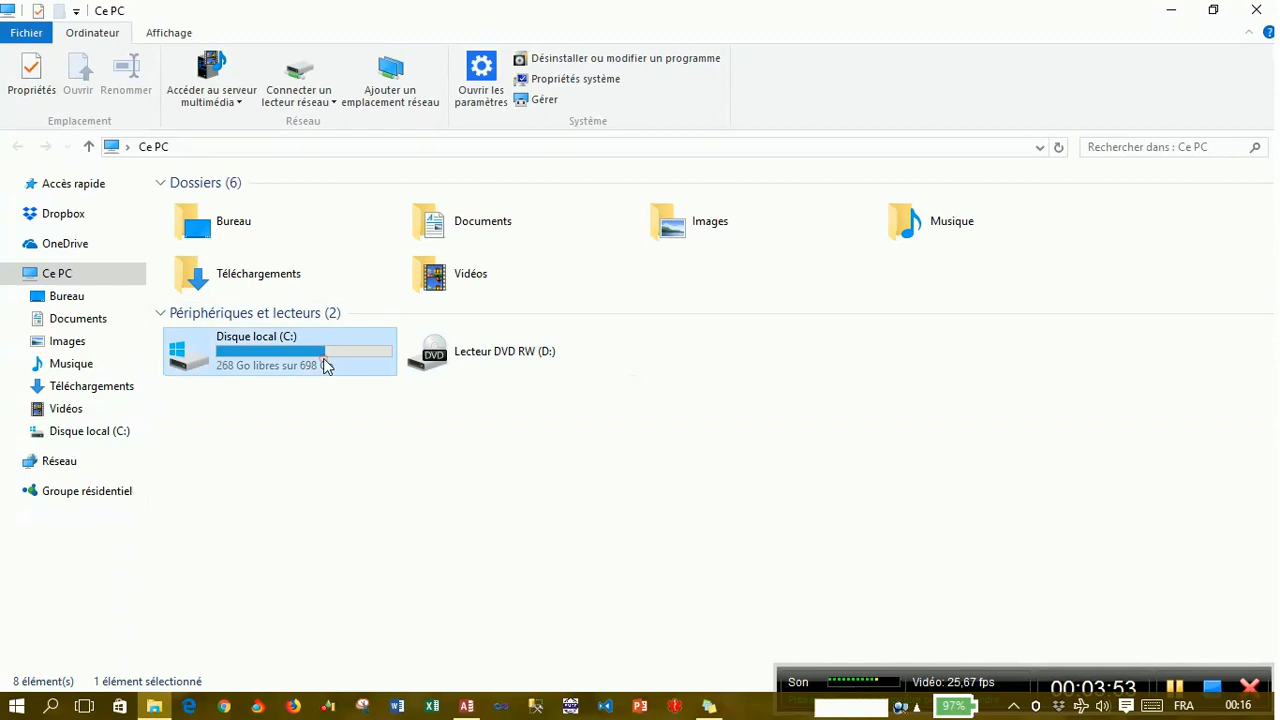 Ce PC
Fichier
Ordinateur
Affichage
Propriétés
Ouvrir
Renommer
Accéder au serveur
multimédia
Connecter un
lecteur réseau
Ajouter un
emplacement réseau
Ouvrir les
paramètres
Désinstaller ou modifier un programme
Propriétés système
Gérer
Emplacement
Réseau
Système
Ce PC
Rechercher dans : Ce PC
Accès rapide
Dropbox
OneDrive
Ce PC
Bureau
Documents
Images
Musique
Téléchargements
Vidéos
Disque local (C:)
Réseau
Groupe résidentiel
Dossiers (6)
Bureau
Documents
Images
Musique
Téléchargements
Vidéos
Périphériques et lecteurs (2)
Disque local (C:)
268 Go libres sur 698
DVD
Lecteur DVD RW (D:)
8 élément(s)
1 élément sélectionné
Son
Vidéo: 25,67 fps
00:03:53
97%
FRA
00:16